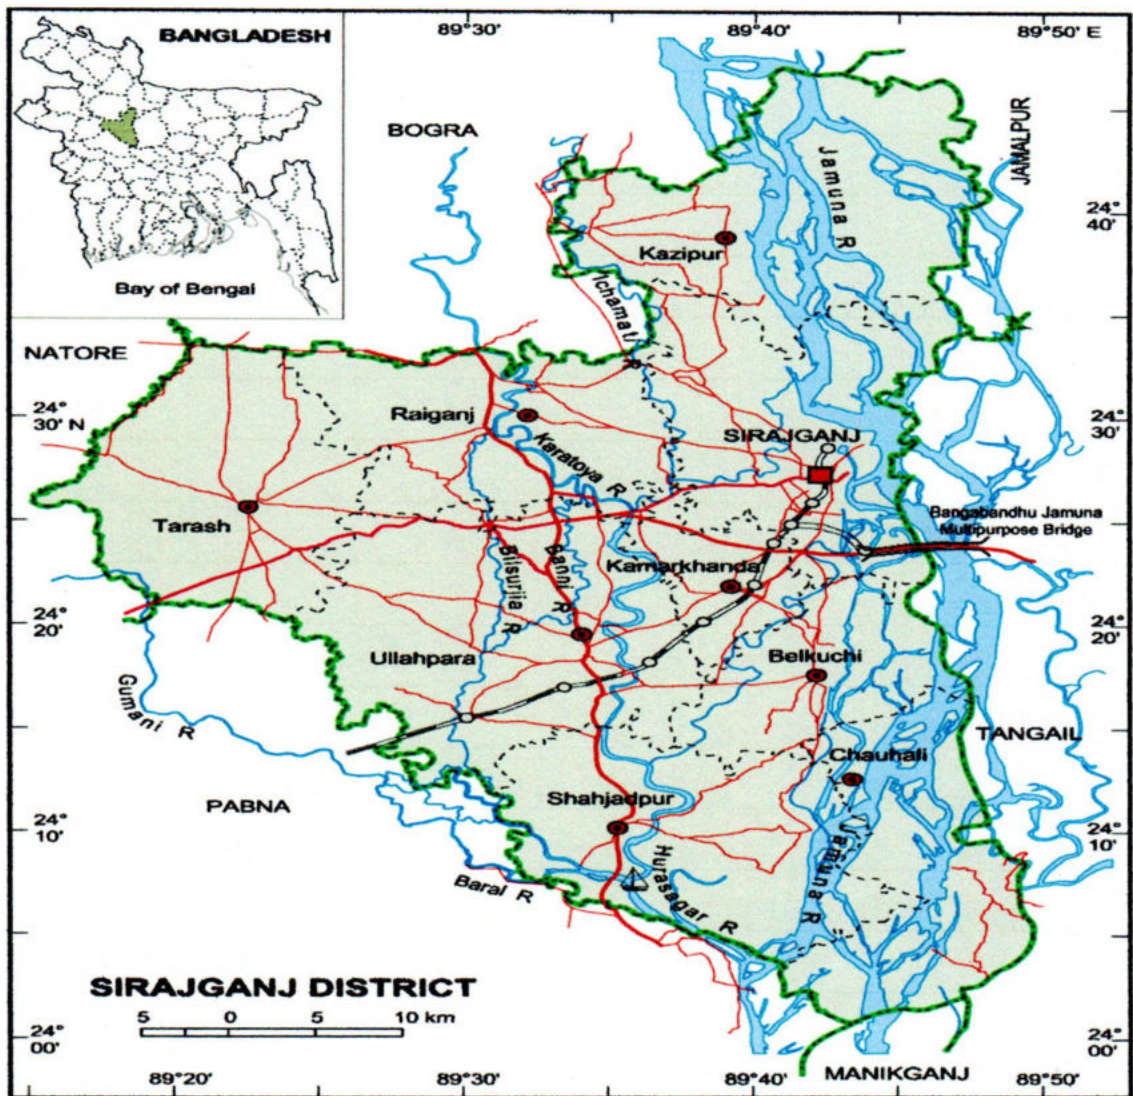 89°30'
89°40'
89°50' E
BANGLADESH
Bay of Bengal
BOGRA
JAMALPUR
Jamuna R
24°
40'
Kazipur
Ichamati R
NATORE
24°
30' N
Raiganj
24°
30'
SIRAJGANJ
Karatoya R
Tarash
Bangabandhu Jamuna
Multipurpose Bridge
Kamarkhanda
Bilsurjia R
Banni R
24°
20'
24°
20'
Ullahpara
Belkuchi
Gumani R
TANGAIL
Chauhali
PABNA
Shahjadpur
24°
10'
24°
10'
Jamuna R
Hurasagar R
Baral R
SIRAJGANJ DISTRICT
5 0 5 10 km
24°
00'
24°
00'
MANIKGANJ
89°20'
89°30'
89°40'
89°50'